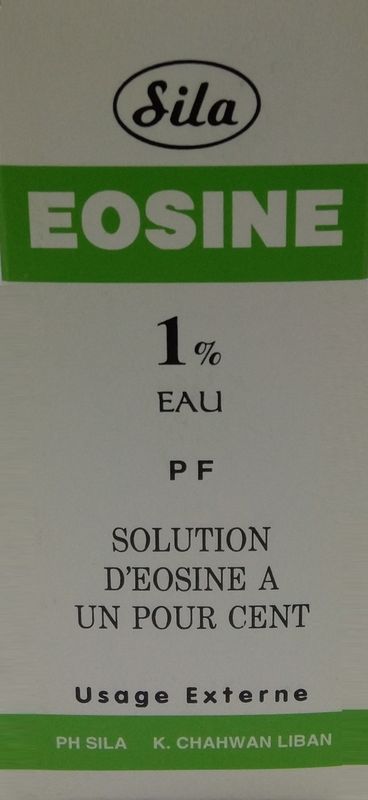 Sila
EOSINE
1%
EAU
PF
SOLUTION
D'EOSINE A
UN POUR CENT
Usage Externe
PH SILA K. CHAHWAN LIBAN